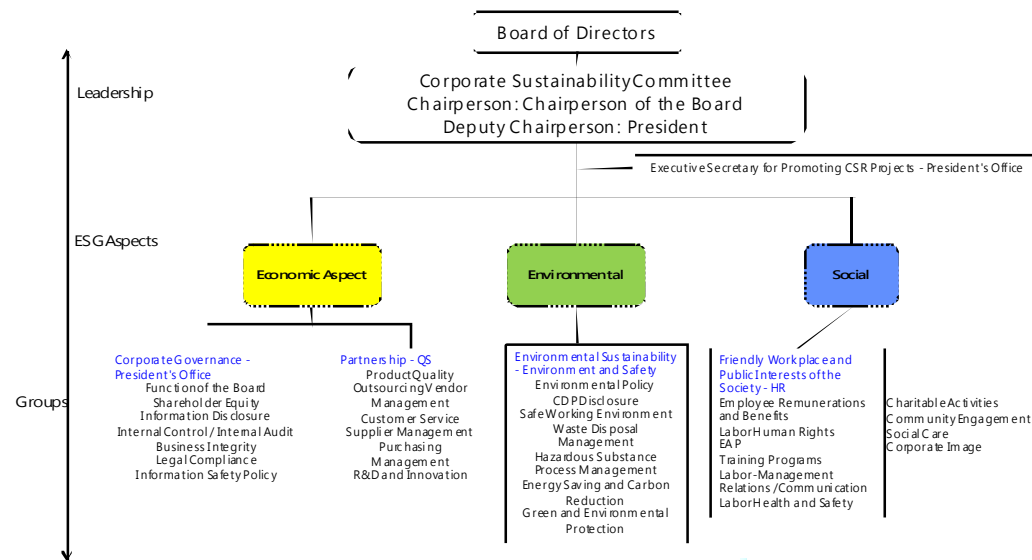 Board of Directors
Corporate Sustainability Committee
Chairperson: Chairperson of the Board
Deputy Chairperson: President
Leadership
Executive Secretary for Promoting CSR Projects - President's Office
ESG Aspects
Economic Aspect
Environmental
Social
Groups
Corporate Governance -
President's Office
Function of the Board
Shareholder Equity
Information Disclosure
Internal Control / Internal Audit
Business Integrity
Legal Compliance
Information Safety Policy
Partnership - QS
Product Quality
Outsourcing Vendor
Management
Customer Service
Supplier Management
Purchasing
Management
R&D and Innovation
Environmental Sustainability
- Environment and Safety
Environmental Policy
CDP Disclosure
Safe Working Environment
Waste Disposal
Management
Hazardous Substance
Process Management
Energy Saving and Carbon
Reduction
Green and Environmental
Protection
Friendly Workplace and
Public Interests of the
Society - HR
Employee Remunerations
and Benefits
Labor Human Rights
EAP
Training Programs
Labor-Management
Relations / Communication
Labor Health and Safety
Charitable Activities
Community Engagement
Social Care
Corporate Image